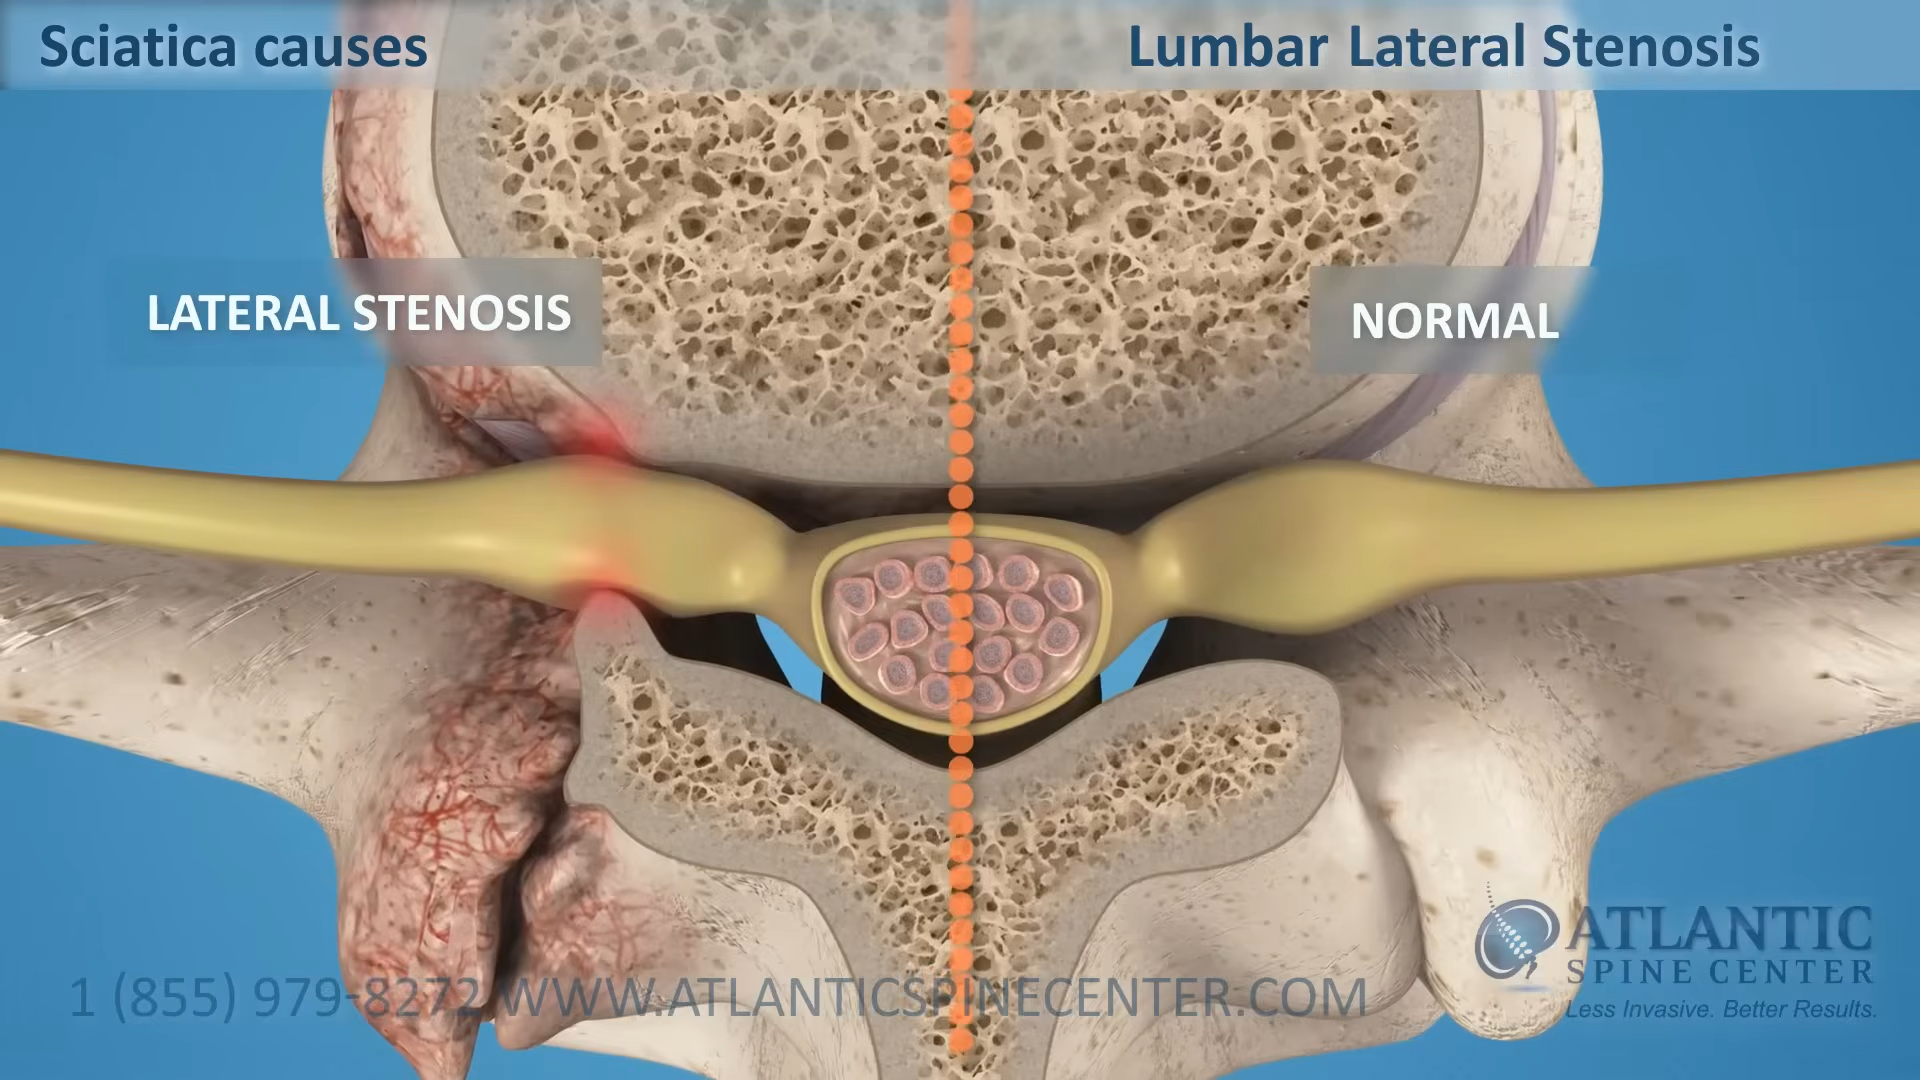 Sciatica causes
Lumbar Lateral Stenosis
LATERAL STENOSIS
NORMAL
ATLANTIC
SPINE CENTER
Less Invasive. Better Results.
1 (855) 979-8272 WWW.ATLANTICSPINECENTER.COM